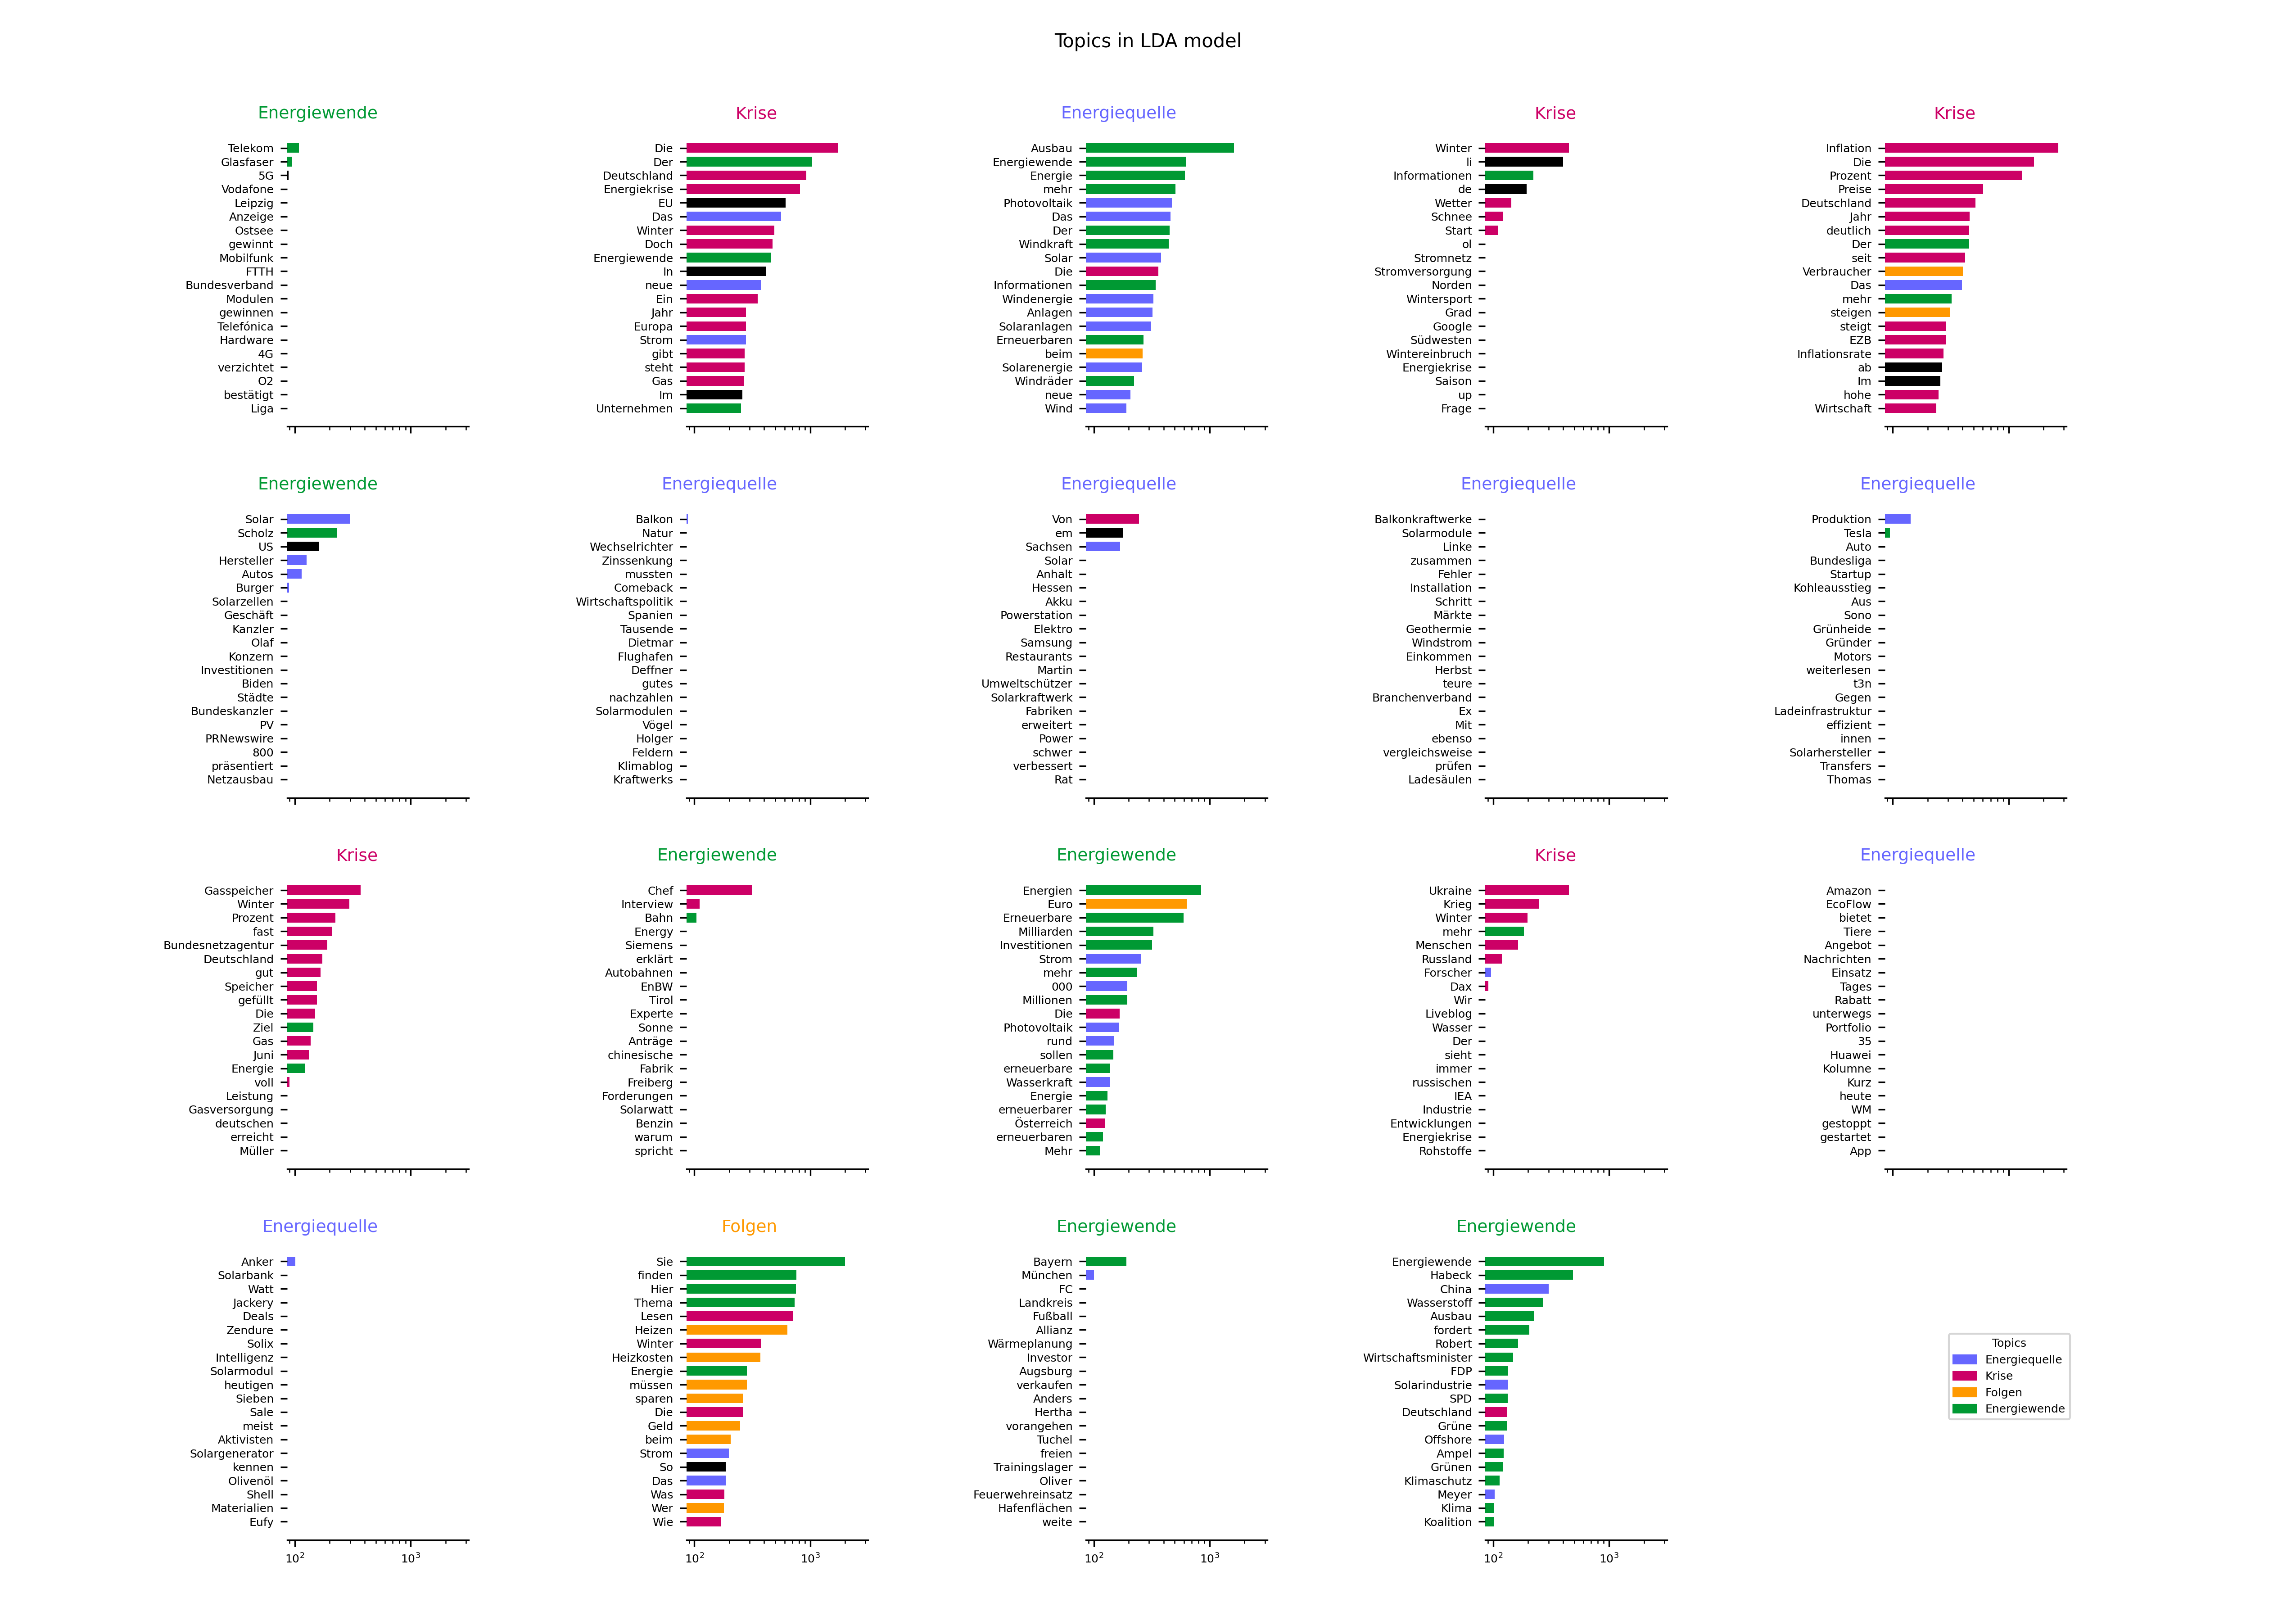 Topics in LDA model
Energiewende
Telekom
Glasfaser
5G
Vodafone
Leipzig
Anzeige
Ostsee
gewinnt
Mobilfunk
FTTH
Bundesverband
Modulen
gewinnen
Telefónica
Hardware
4G
verzichtet
O2
bestätigt
Liga
Krise
Die
Der
Deutschland
Energiekrise
EU
Das
Winter
Doch
Energiewende
In
neue
Ein
Jahr
Europa
Strom
gibt
steht
Gas
Im
Unternehmen
Energiequelle
Ausbau
Energiewende
Energie
mehr
Photovoltaik
Das
Der
Windkraft
Solar
Die
Informationen
Windenergie
Anlagen
Solaranlagen
Erneuerbaren
beim
Solarenergie
Windräder
neue
Wind
Krise
Winter
li
Informationen
de
Wetter
Schnee
Start
ol
Stromnetz
Stromversorgung
Norden
Wintersport
Grad
Google
Südwesten
Wintereinbruch
Energiekrise
Saison
up
Frage
Krise
Inflation
Die
Prozent
Preise
Deutschland
Jahr
deutlich
Der
seit
Verbraucher
Das
mehr
steigen
steigt
EZB
Inflationsrate
ab
Im
hohe
Wirtschaft
Energiewende
Solar
Scholz
US
Hersteller
Autos
Burger
Solarzellen
Geschäft
Kanzler
Olaf
Konzern
Investitionen
Biden
Städte
Bundeskanzler
PV
PRNewswire
800
präsentiert
Netzausbau
Energiequelle
Balkon
Natur
Wechselrichter
Zinssenkung
mussten
Comeback
Wirtschaftspolitik
Spanien
Tausende
Dietmar
Flughafen
Deffner
gutes
nachzahlen
Solarmodulen
Vögel
Holger
Feldern
Klimablog
Kraftwerks
Energiequelle
Von
em
Sachsen
Solar
Anhalt
Hessen
Akku
Powerstation
Elektro
Samsung
Restaurants
Martin
Umweltschützer
Solarkraftwerk
Fabriken
erweitert
Power
schwer
verbessert
Rat
Energiequelle
Balkonkraftwerke
Solarmodule
Linke
zusammen
Fehler
Installation
Schritt
Märkte
Geothermie
Windstrom
Einkommen
Herbst
teure
Branchenverband
Ex
Mit
ebenso
vergleichsweise
prüfen
Ladesäulen
Energiequelle
Produktion
Tesla
Auto
Bundesliga
Startup
Kohleausstieg
Aus
Sono
Grünheide
Gründer
Motors
weiterlesen
t3n
Gegen
Ladeinfrastruktur
effizient
innen
Solarhersteller
Transfers
Thomas
Krise
Gasspeicher
Winter
Prozent
fast
Bundesnetzagentur
Deutschland
gut
Speicher
gefüllt
Die
Ziel
Gas
Juni
Energie
voll
Leistung
Gasversorgung
deutschen
erreicht
Müller
Energiewende
Chef
Interview
Bahn
Energy
Siemens
erklärt
Autobahnen
EnBW
Tirol
Experte
Sonne
Anträge
chinesische
Fabrik
Freiberg
Forderungen
Solarwatt
Benzin
warum
spricht
Energiewende
Energien
Euro
Erneuerbare
Milliarden
Investitionen
Strom
mehr
000
Millionen
Die
Photovoltaik
rund
sollen
erneuerbare
Wasserkraft
Energie
erneuerbarer
Österreich
erneuerbaren
Mehr
Krise
Ukraine
Krieg
Winter
mehr
Menschen
Russland
Forscher
Dax
Wir
Liveblog
Wasser
Der
sieht
immer
russischen
IEA
Industrie
Entwicklungen
Energiekrise
Rohstoffe
Energiequelle
Amazon
EcoFlow
bietet
Tiere
Angebot
Nachrichten
Einsatz
Tages
Rabatt
unterwegs
Portfolio
35
Huawei
Kolumne
Kurz
heute
WM
gestoppt
gestartet
App
Energiequelle
Anker
Solarbank
Watt
Jackery
Deals
Zendure
Solix
Intelligenz
Solarmodul
heutigen
Sieben
Sale
meist
Aktivisten
Solargenerator
kennen
Olivenöl
Shell
Materialien
Eufy
10² 10³
Folgen
Sie
finden
Hier
Thema
Lesen
Heizen
Winter
Heizkosten
Energie
müssen
sparen
Die
Geld
beim
Strom
So
Das
Was
Wer
Wie
10² 10³
Energiewende
Bayern
München
FC
Landkreis
Fußball
Allianz
Wärmeplanung
Investor
Augsburg
verkaufen
Anders
Hertha
vorangehen
Tuchel
freien
Trainingslager
Oliver
Feuerwehreinsatz
Hafenflächen
weite
10² 10³
Energiewende
Energiewende
Habeck
China
Wasserstoff
Ausbau
fordert
Robert
Wirtschaftsminister
FDP
Solarindustrie
SPD
Deutschland
Grüne
Offshore
Ampel
Grünen
Klimaschutz
Meyer
Klima
Koalition
10² 10³
Topics
Energiequelle
Krise
Folgen
Energiewende